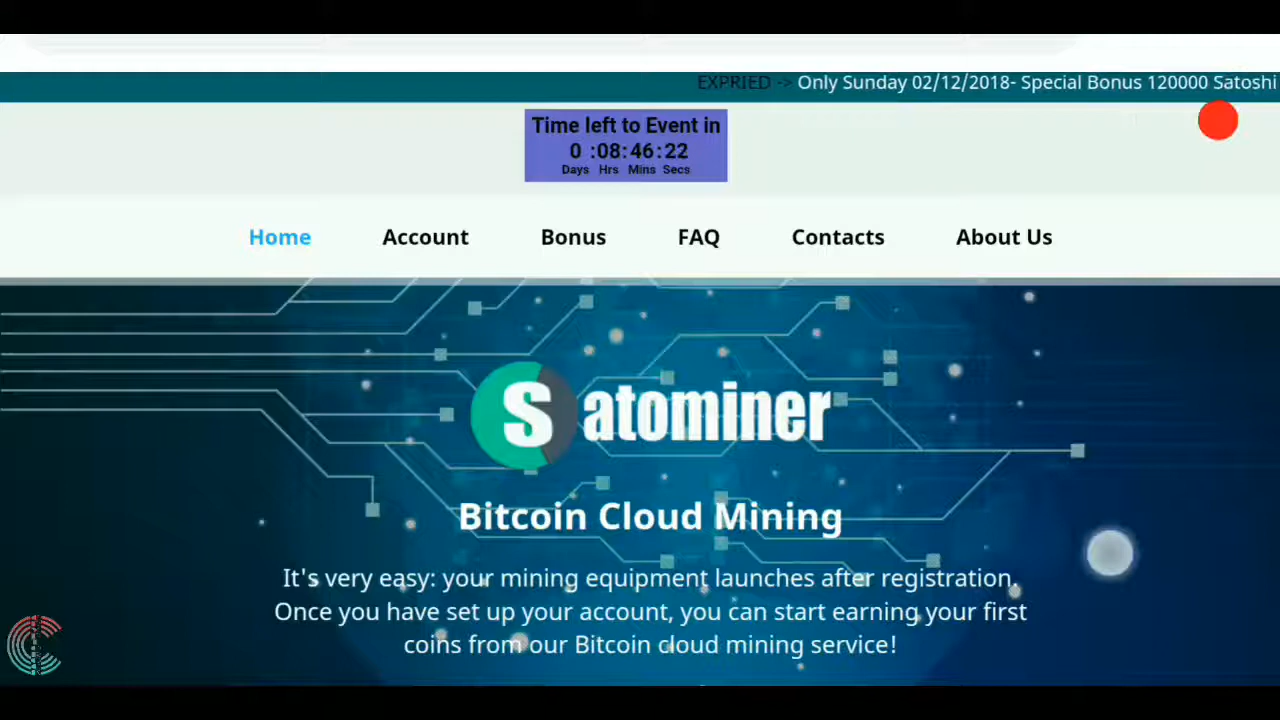 EXPRIED -> Only Sunday 02/12/2018- Special Bonus 120000 Satoshi
Time left to Event in
0 :08:46:22
Days Hrs Mins Secs
Home Account Bonus FAQ Contacts About Us
Satominer
Bitcoin Cloud Mining
It's very easy: your mining equipment launches after registration.
Once you have set up your account, you can start earning your first
coins from our Bitcoin cloud mining service!